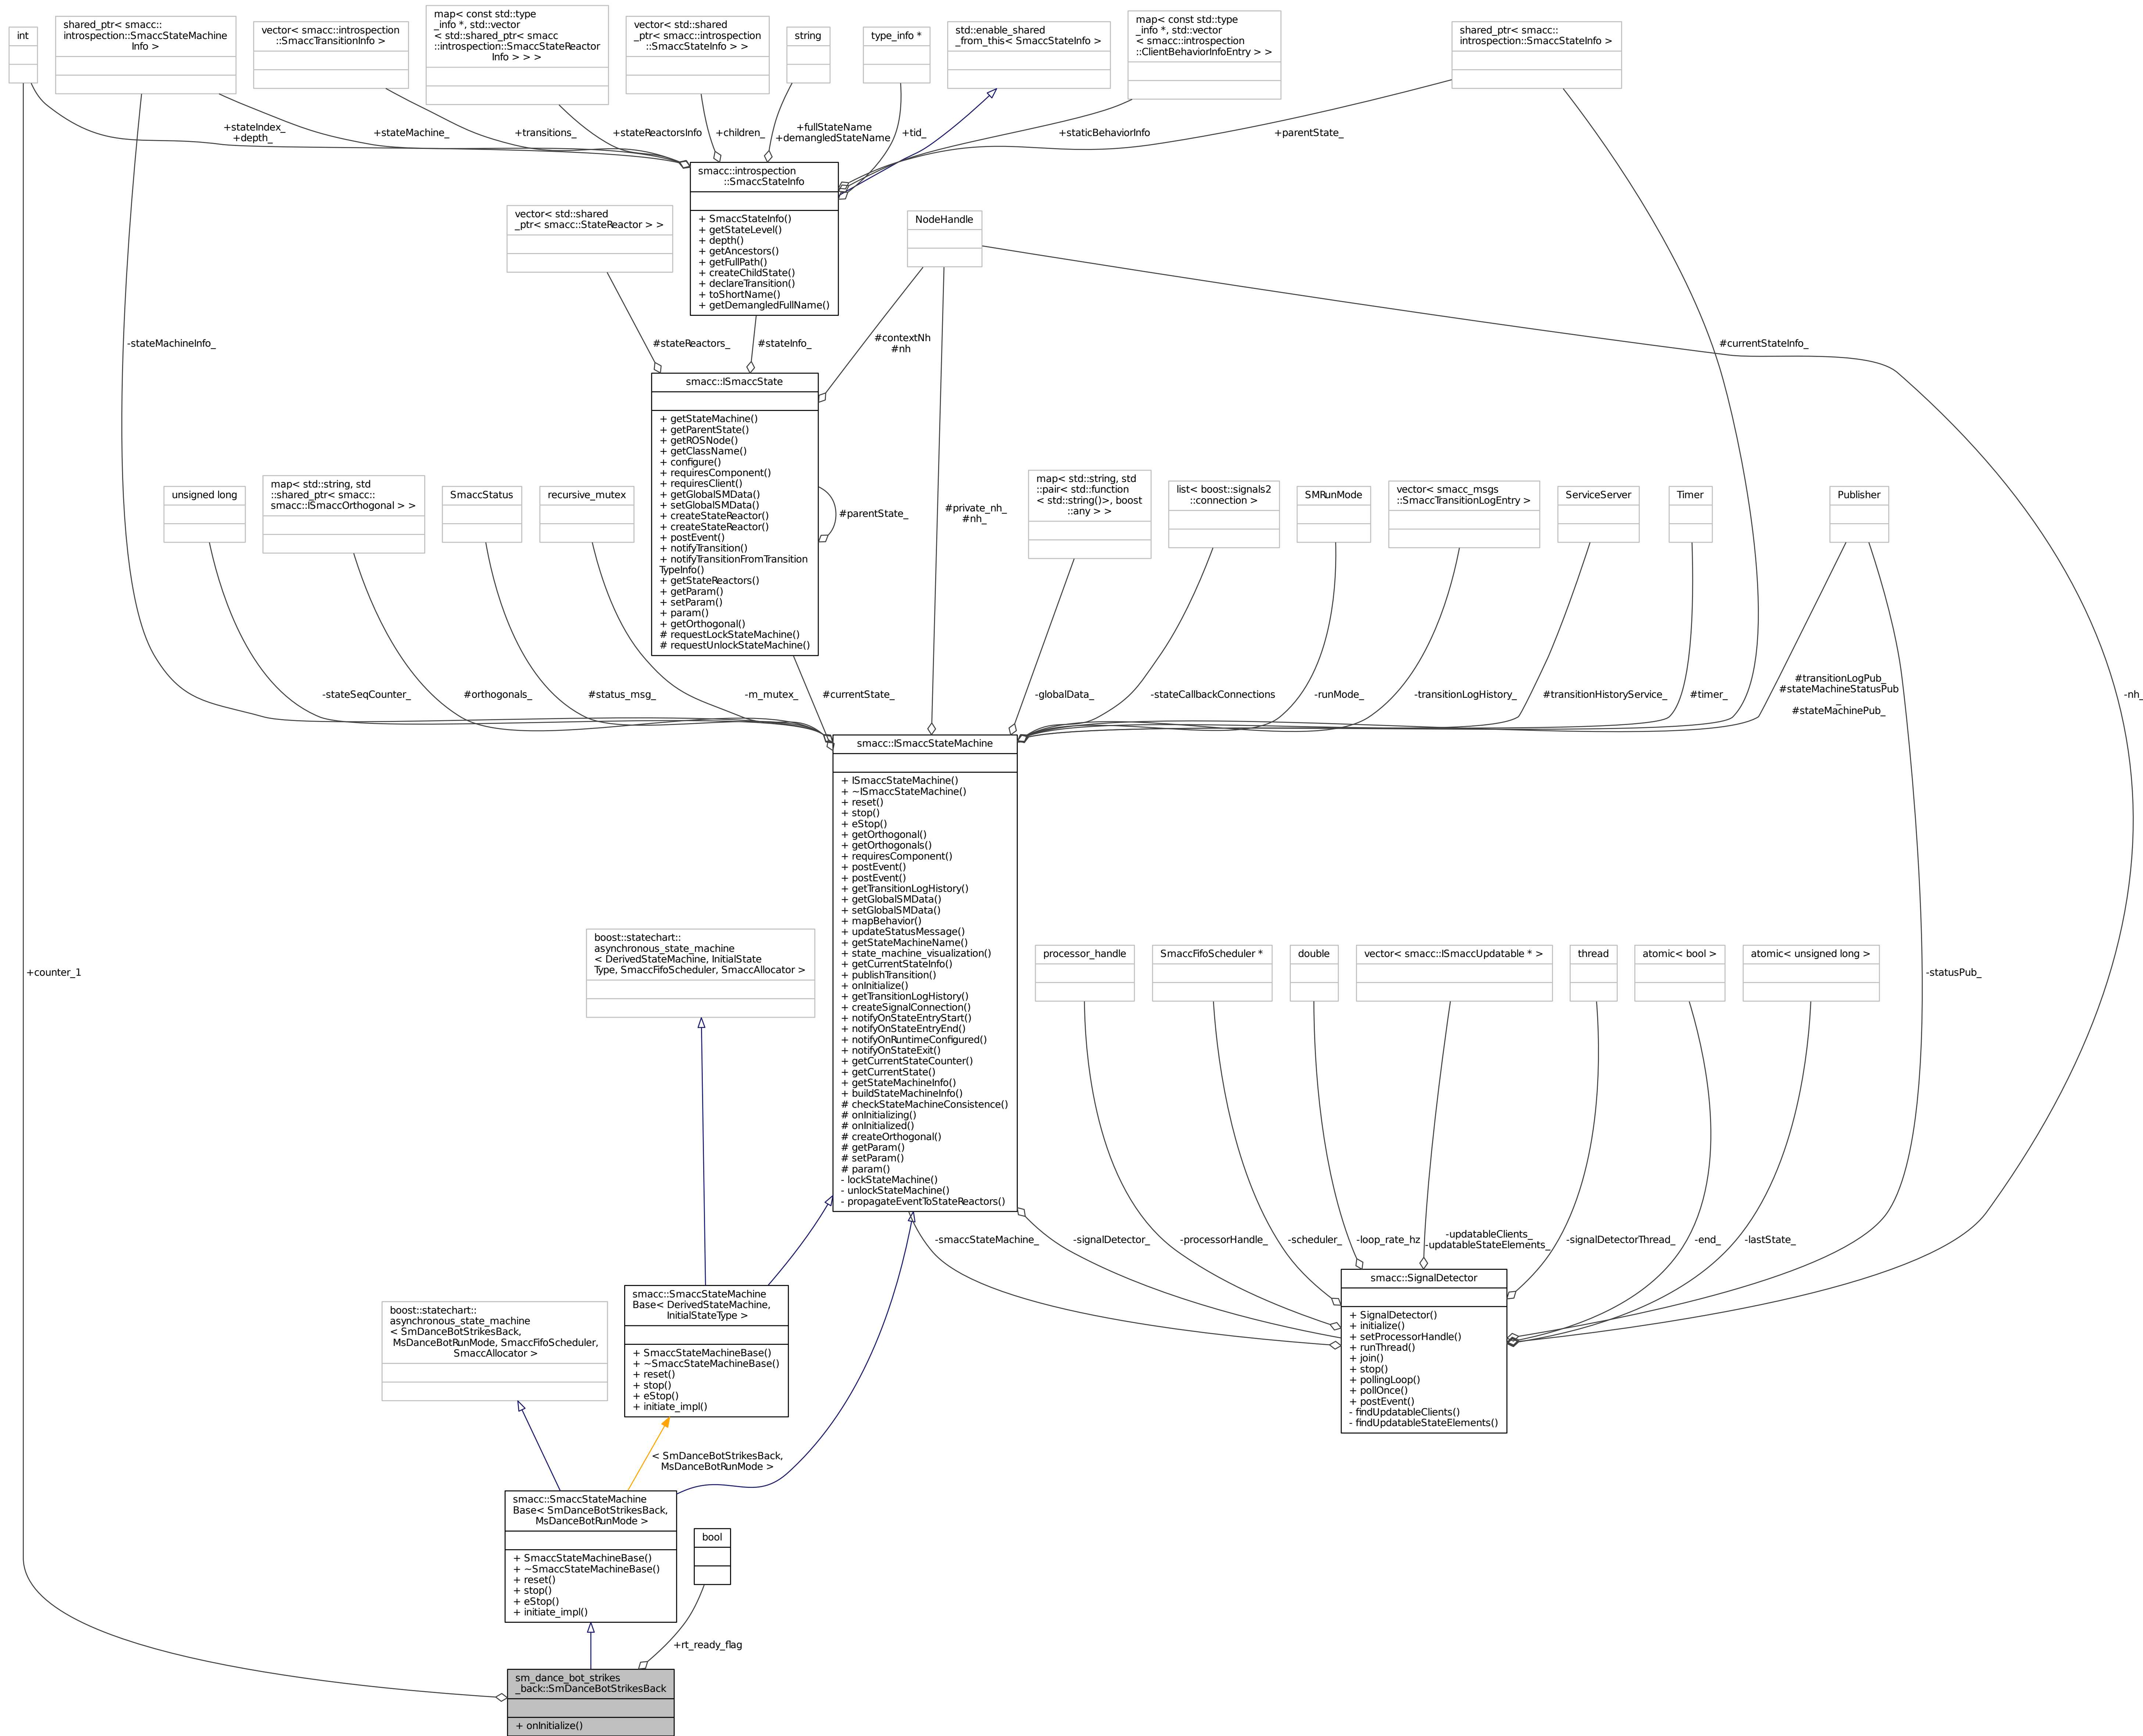 int
shared_ptr< smacc::
introspection::SmaccStateMachine
Info >
vector< smacc::introspection
::SmaccTransitionInfo >
map< const std::type
_info *, std::vector
< std::shared_ptr< smacc
::introspection::SmaccStateReactor
Info > > >
vector< std::shared
_ptr< smacc::introspection
::SmaccStateInfo > >
string
type_info *
std::enable_shared
_from_this< SmaccStateInfo >
map< const std::type
_info *, std::vector
< smacc::introspection
::ClientBehaviorInfoEntry > >
shared_ptr< smacc::
introspection::SmaccStateInfo >
+stateIndex_
+depth_
+stateMachine_
+transitions_
+stateReactorsInfo
+children_
+fullStateName
+demangledStateName
+tid_
+staticBehaviorInfo
+parentState_
smacc::introspection
::SmaccStateInfo
+ SmaccStateInfo()
+ getStateLevel()
+ depth()
+ getAncestors()
+ getFullPath()
+ createChildState()
+ declareTransition()
+ toShortName()
+ getDemangledFullName()
vector< std::shared
_ptr< smacc::StateReactor > >
NodeHandle
-stateMachineInfo_
#stateReactors_
#stateInfo_
#contextNh
#nh
#currentStateInfo_
smacc::ISmaccState
+ getStateMachine()
+ getParentState()
+ getROSNode()
+ getClassName()
+ configure()
+ requiresComponent()
+ requiresClient()
+ getGlobalSMData()
+ setGlobalSMData()
+ createStateReactor()
+ createStateReactor()
+ postEvent()
+ notifyTransition()
+ notifyTransitionFromTransition
TypeInfo()
+ getStateReactors()
+ getParam()
+ setParam()
+ param()
+ getOrthogonal()
# requestLockStateMachine()
# requestUnlockStateMachine()
#parentState_
#private_nh_
#nh_
unsigned long
map< std::string, std
::shared_ptr< smacc::
smacc::ISmaccOrthogonal > >
SmaccStatus
recursive_mutex
map< std::string, std
::pair< std::function
< std::string()>, boost
::any > >
list< boost::signals2
::connection >
SMRunMode
vector< smacc_msgs
::SmaccTransitionLogEntry >
ServiceServer
Timer
Publisher
-stateSeqCounter_
#orthogonals_
#status_msg_
-m_mutex_
#currentState_
-globalData_
-stateCallbackConnections
-runMode_
-transitionLogHistory_
#transitionHistoryService_
#timer_
#transitionLogPub_
#stateMachineStatusPub
_
#stateMachinePub_
-nh_
smacc::ISmaccStateMachine
+ ISmaccStateMachine()
+ ~ISmaccStateMachine()
+ reset()
+ stop()
+ eStop()
+ getOrthogonal()
+ getOrthogonals()
+ requiresComponent()
+ postEvent()
+ postEvent()
+ getTransitionLogHistory()
+ getGlobalSMData()
+ setGlobalSMData()
+ mapBehavior()
+ updateStatusMessage()
+ getStateMachineName()
+ state_machine_visualization()
+ getCurrentStateInfo()
+ publishTransition()
+ onInitialize()
+ getTransitionLogHistory()
+ createSignalConnection()
+ notifyOnStateEntryStart()
+ notifyOnStateEntryEnd()
+ notifyOnRuntimeConfigured()
+ notifyOnStateExit()
+ getCurrentStateCounter()
+ getCurrentState()
+ getStateMachineInfo()
+ buildStateMachineInfo()
# checkStateMachineConsistence()
# onInitializing()
# onInitialized()
# createOrthogonal()
# getParam()
# setParam()
# param()
- lockStateMachine()
- unlockStateMachine()
- propagateEventToStateReactors()
boost::statechart::
asynchronous_state_machine
< DerivedStateMachine, InitialState
Type, SmaccFifoScheduler, SmaccAllocator >
+counter_1
processor_handle
SmaccFifoScheduler *
double
vector< smacc::ISmaccUpdatable * >
thread
atomic< bool >
atomic< unsigned long >
-statusPub_
-smaccStateMachine_
-signalDetector_
-processorHandle_
-scheduler_
-loop_rate_hz
-updatableClients_
-updatableStateElements_
-signalDetectorThread_
-end_
-lastState_
smacc::SignalDetector
+ SignalDetector()
+ initialize()
+ setProcessorHandle()
+ runThread()
+ join()
+ stop()
+ pollingLoop()
+ pollOnce()
+ postEvent()
- findUpdatableClients()
- findUpdatableStateElements()
smacc::SmaccStateMachine
Base< DerivedStateMachine,
InitialStateType >
+ SmaccStateMachineBase()
+ ~SmaccStateMachineBase()
+ reset()
+ stop()
+ eStop()
+ initiate_impl()
boost::statechart::
asynchronous_state_machine
< SmDanceBotStrikesBack,
MsDanceBotRunMode, SmaccFifoScheduler,
SmaccAllocator >
< SmDanceBotStrikesBack,
MsDanceBotRunMode >
smacc::SmaccStateMachine
Base< SmDanceBotStrikesBack,
MsDanceBotRunMode >
+ SmaccStateMachineBase()
+ ~SmaccStateMachineBase()
+ reset()
+ stop()
+ eStop()
+ initiate_impl()
bool
+rt_ready_flag
sm_dance_bot_strikes
_back::SmDanceBotStrikesBack
+ onInitialize()